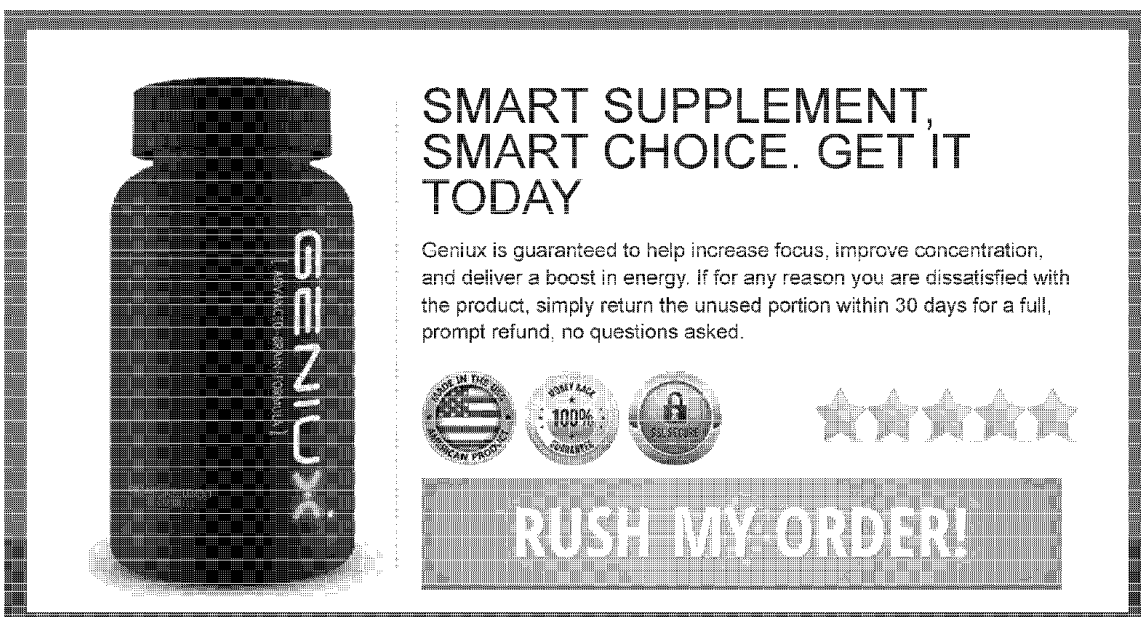 GENIUX
[ ADVANCED BRAIN FORMULA ]
SMART SUPPLEMENT,
SMART CHOICE. GET IT
TODAY
Geniux is guaranteed to help increase focus, improve concentration,
and deliver a boost in energy. If for any reason you are dissatisfied with
the product, simply return the unused portion within 30 days for a full,
prompt refund, no questions asked.
MADE IN THE USA
AMERICAN PRODUCT
MONEY BACK
100%
GUARANTEE
SSL SECURE
RUSH MY ORDER!